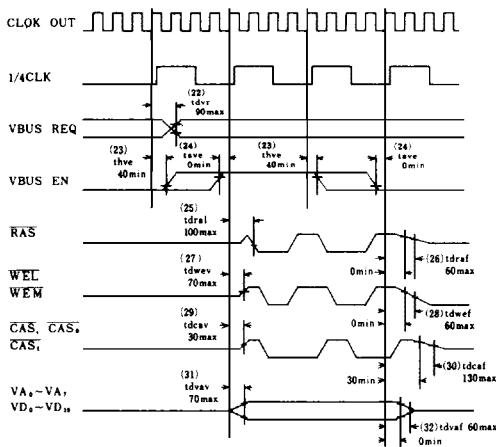 CLOK OUT
1/4CLK
(22)
tdvr
90max
VBUS REQ
(23)
thve
40min
(24)
tave
0min
(23)
thve
40min
(24)
tave
0min
VBUS EN
(25)
tdral
100max
RAS
0min
(26)tdraf
60max
(27)
tdwev
70max
WEL
WEM
0min
(28)tdwef
60max
(29)
tdcav
30max
CAS, CAS₀
CAS₁
30min
(30)tdcaf
130max
(31)
tdvav
70max
VA₀~VA₇
VD₀~VD₁₉
(32)tdvaf 60max
0min